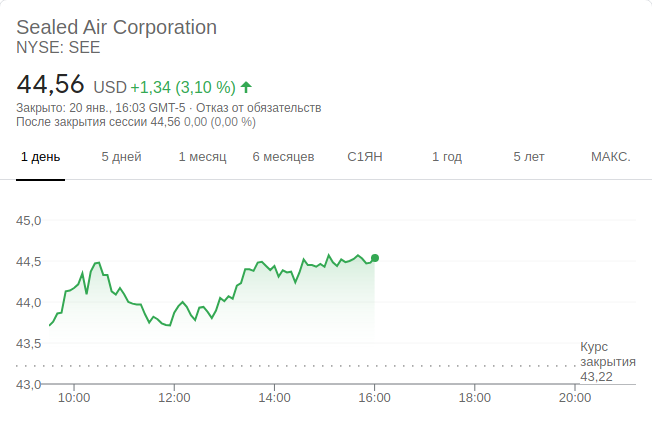 Sealed Air Corporation
NYSE: SEE
44,56 USD +1,34 (3,10 %)
Закрыто: 20 янв., 16:03 GMT-5 · Отказ от обязательств
После закрытия сессии 44,56 0,00 (0,00 %)
1 день 5 дней 1 месяц 6 месяцев С1ЯН 1 год 5 лет МАКС.
45,0
44,5
44,0
43,5
Курс
закрытия
43,22
43,0
10:00 12:00 14:00 16:00 18:00 20:00